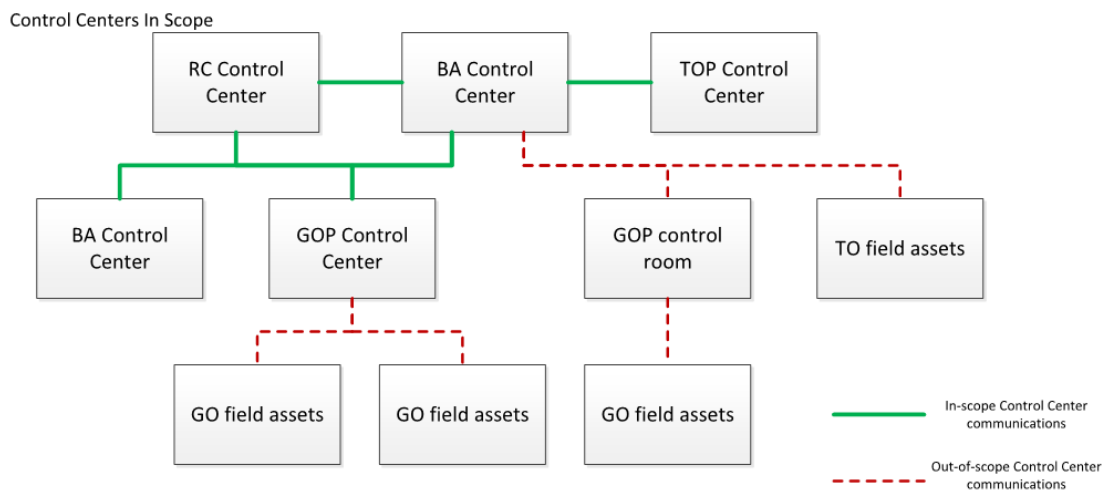 Control Centers In Scope
RC Control
Center
BA Control
Center
TOP Control
Center
BA Control
Center
GOP Control
Center
GOP control
room
TO field assets
GO field assets
GO field assets
GO field assets
In-scope Control Center
communications
Out-of-scope Control Center
communications